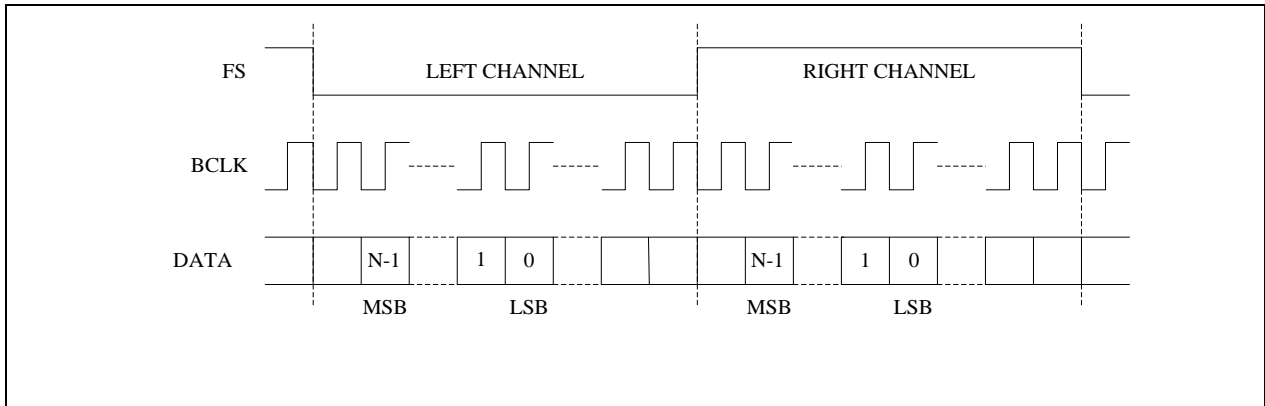 FS LEFT CHANNEL RIGHT CHANNEL
BCLK
DATA N-1 1 0 N-1 1 0
MSB LSB MSB LSB